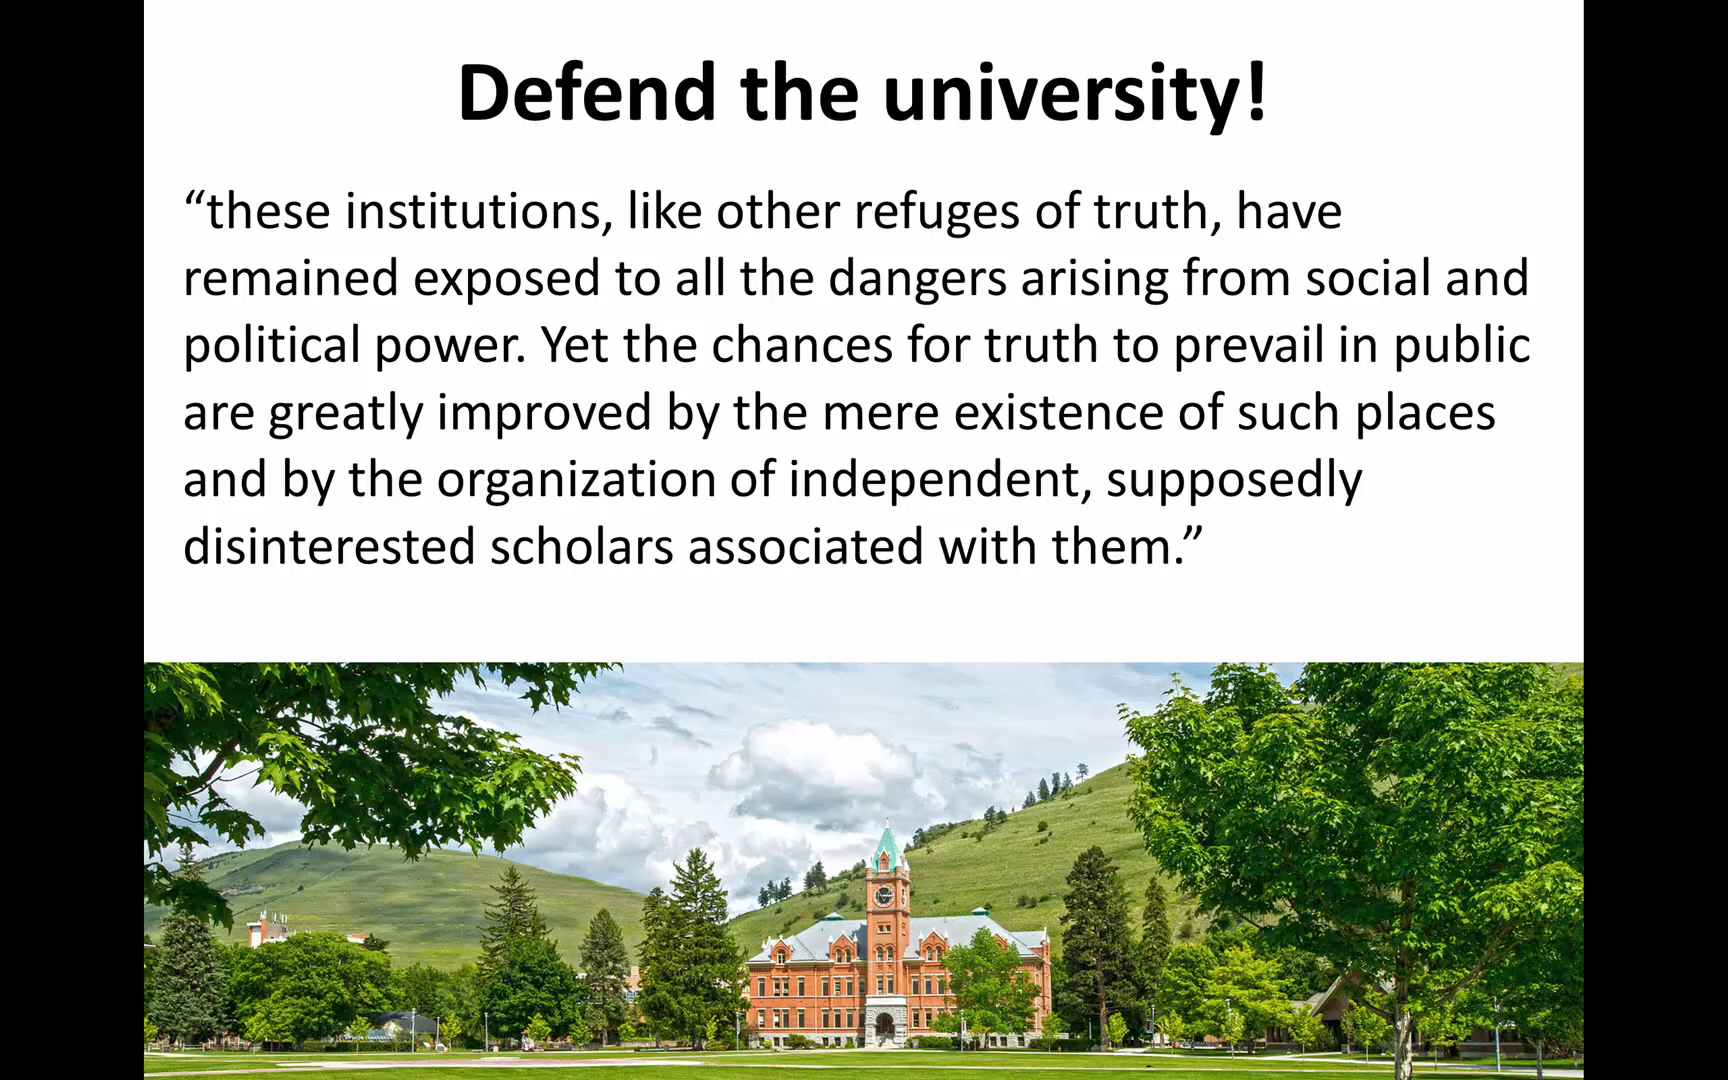 Defend the university!
“these institutions, like other refuges of truth, have
remained exposed to all the dangers arising from social and
political power. Yet the chances for truth to prevail in public
are greatly improved by the mere existence of such places
and by the organization of independent, supposedly
disinterested scholars associated with them.”